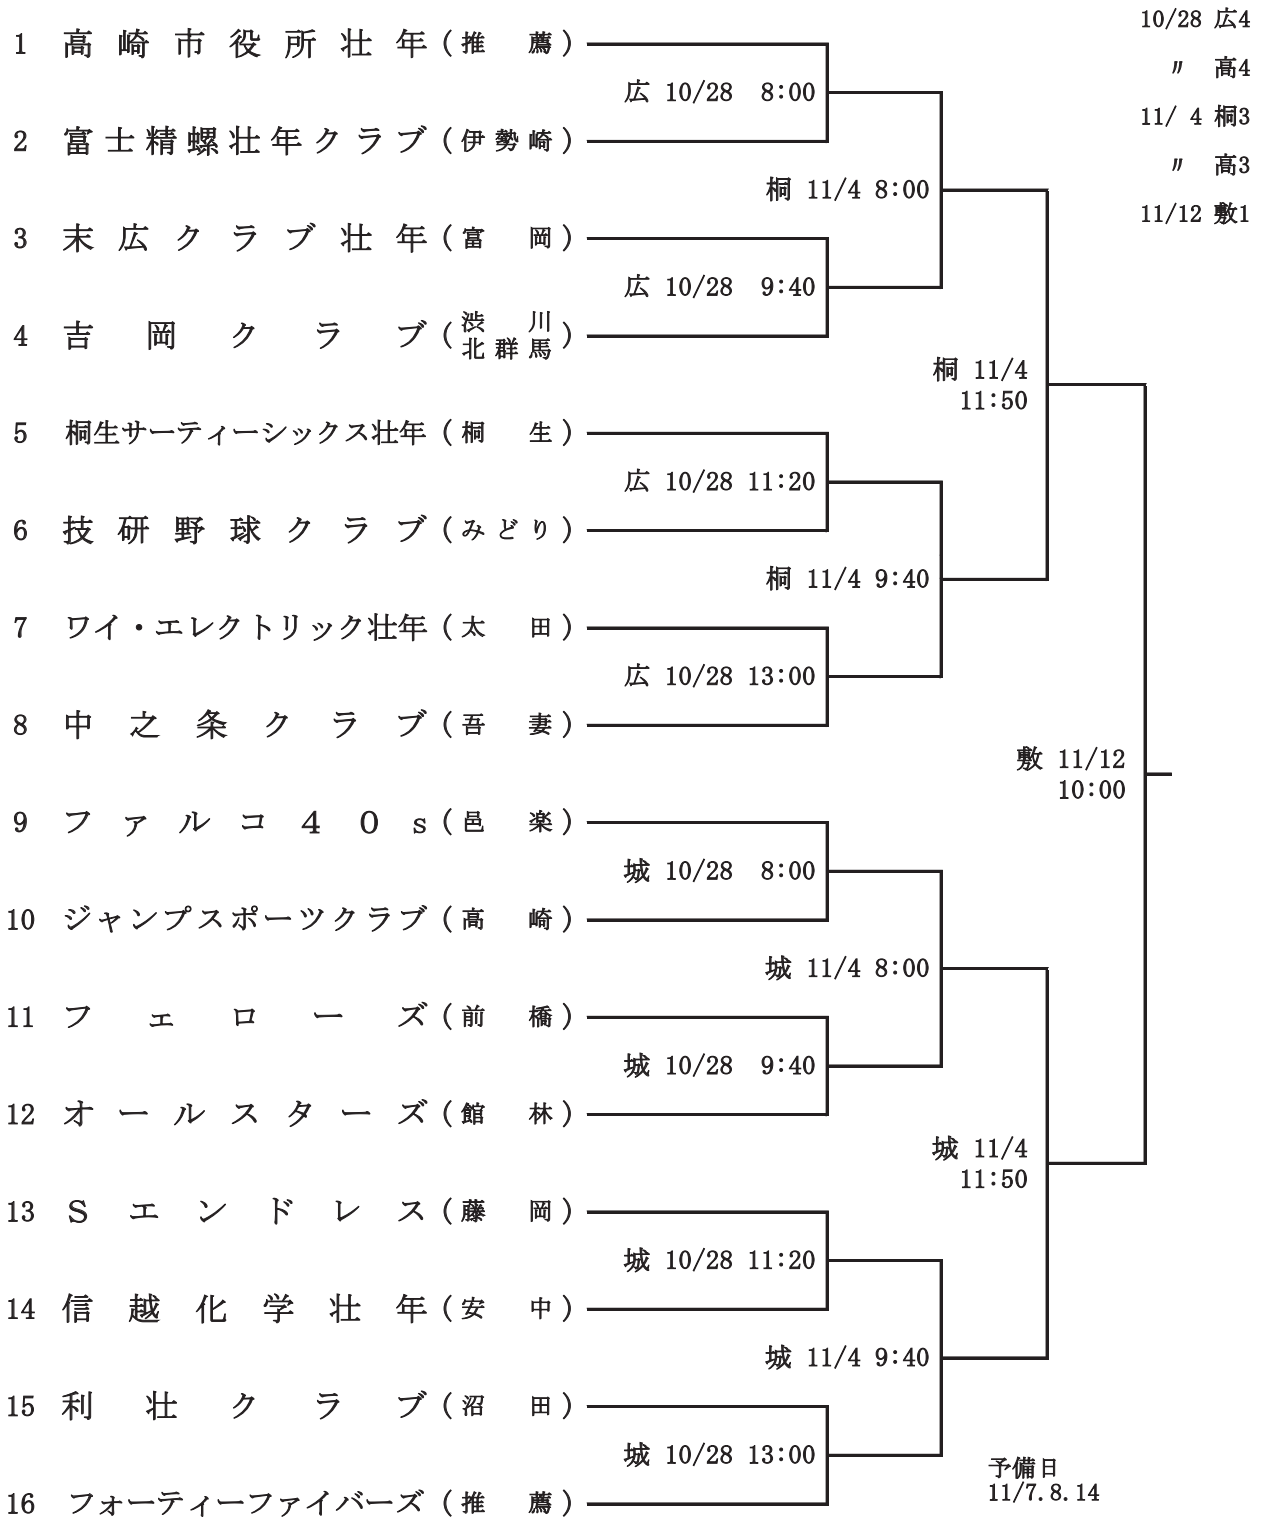 10/28 広4
〃 高4
11/ 4 桐3
〃 高3
11/12 敷1
1 高崎市役所壮年(推薦)
広 10/28 8:00
2 富士精螺壮年クラブ(伊勢崎)
桐 11/4 8:00
3 末広クラブ壮年(富岡)
広 10/28 9:40
4 吉岡クラブ(渋川北群馬)
桐 11/4
11:50
5 桐生サーティーシックス壮年(桐生)
広 10/28 11:20
6 技研野球クラブ(みどり)
桐 11/4 9:40
7 ワイ・エレクトリック壮年(太田)
広 10/28 13:00
8 中之条クラブ(吾妻)
敷 11/12
10:00
9 ファルコ40s(邑楽)
城 10/28 8:00
10 ジャンプスポーツクラブ(高崎)
城 11/4 8:00
11 フェローズ(前橋)
城 10/28 9:40
12 オールスターズ(館林)
城 11/4
11:50
13 Sエンドレス(藤岡)
城 10/28 11:20
14 信越化学壮年(安中)
城 11/4 9:40
15 利壮クラブ(沼田)
城 10/28 13:00
16 フォーティーファイバーズ(推薦)
予備日
11/7.8.14